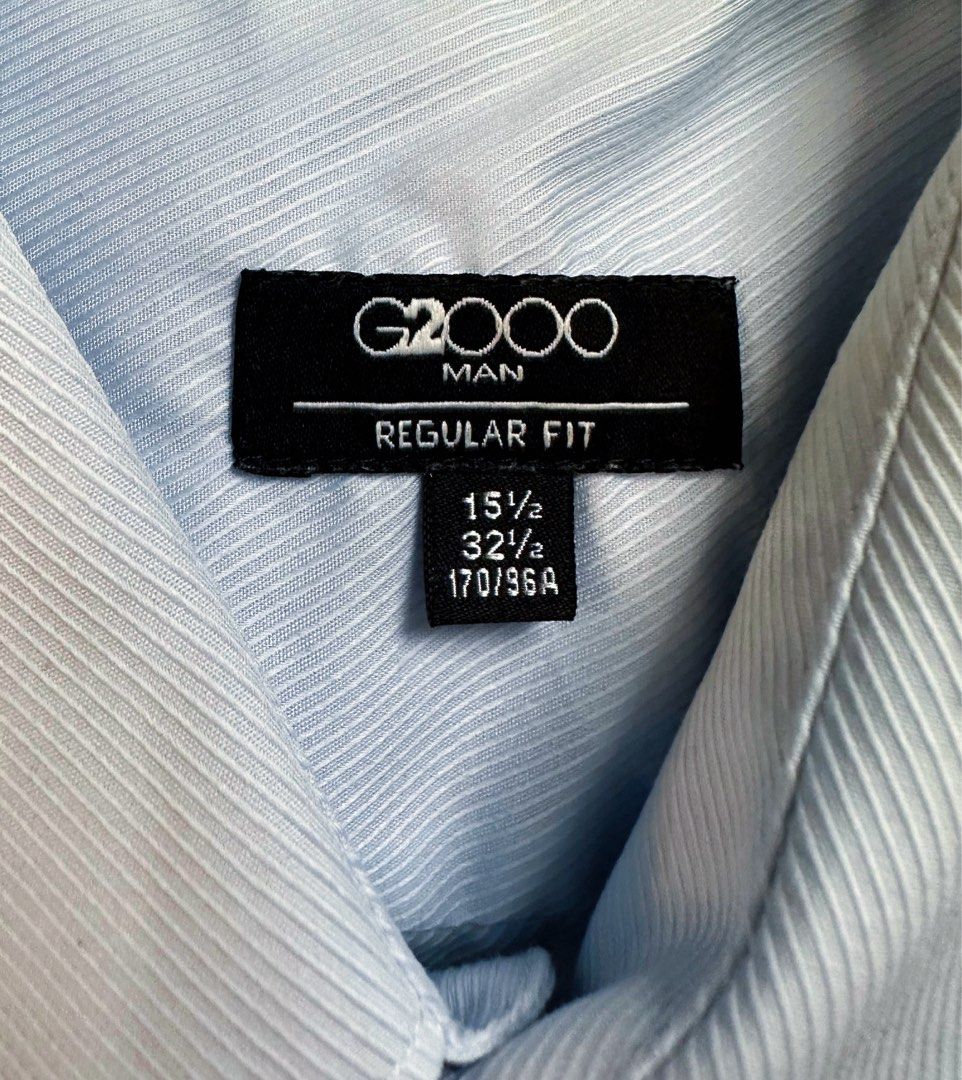 G2000
MAN
REGULAR FIT
15½
32½
170/96A